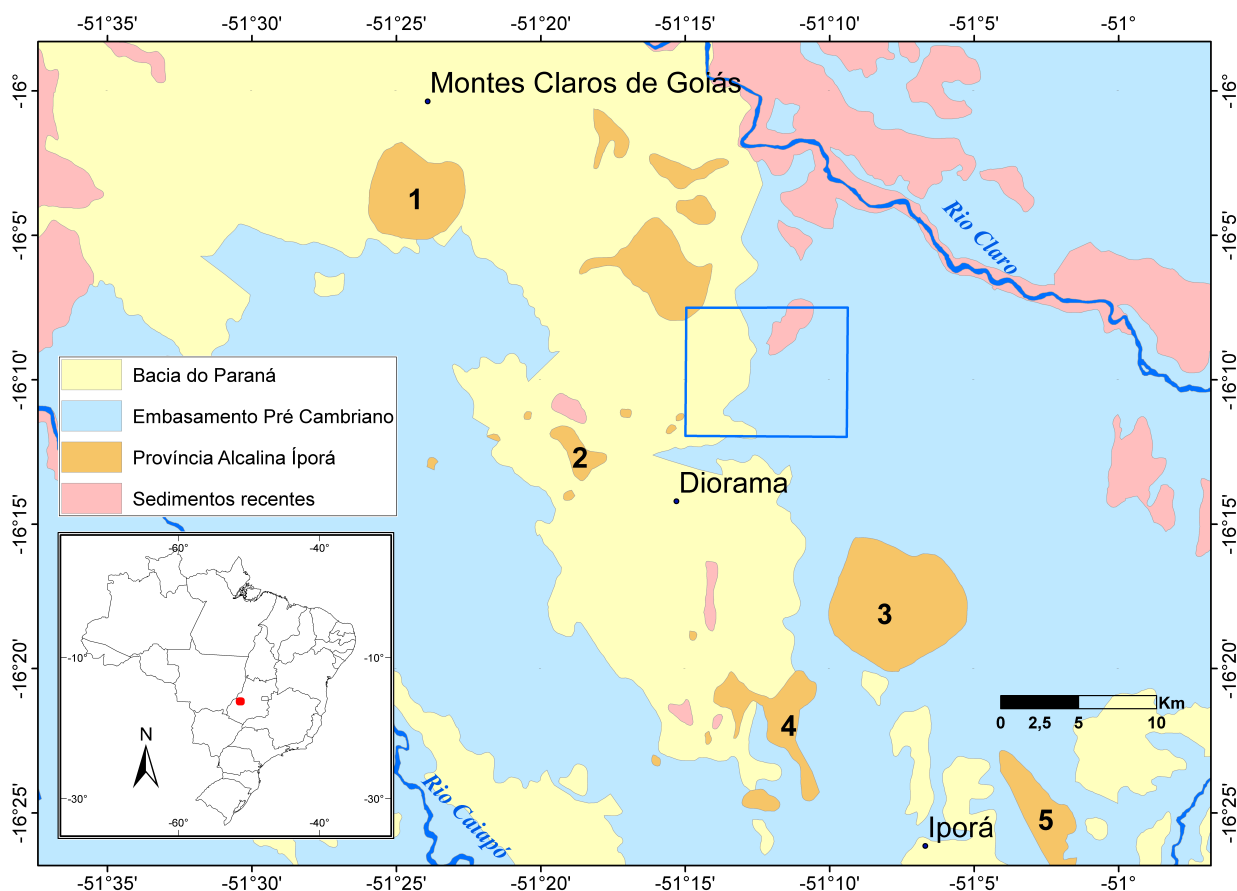 -51°35' -51°30' -51°24' -51°20' -51°15' -51°10' -51°5' -51°
-16° -16°
Montes Claros de Goiás
1
-16°5' -16°5'
Rio Claro
-16°10' -16°10'
Bacia do Paraná
Embasamento Pré Cambriano
Província Alcalina Íporá
Sedimentos recentes
2
Diorama
-16°15' -16°15'
3
-60° -40°
-10° -10°
-30° -30°
-60° -40°
N
-16°20' -16°20'
Km
0 2,5 5 10
4
Rio Caiapó
-16°25' -16°25'
5
Iporá
-51°35' -51°30' -51°24' -51°20' -51°15' -51°10' -51°5' -51°